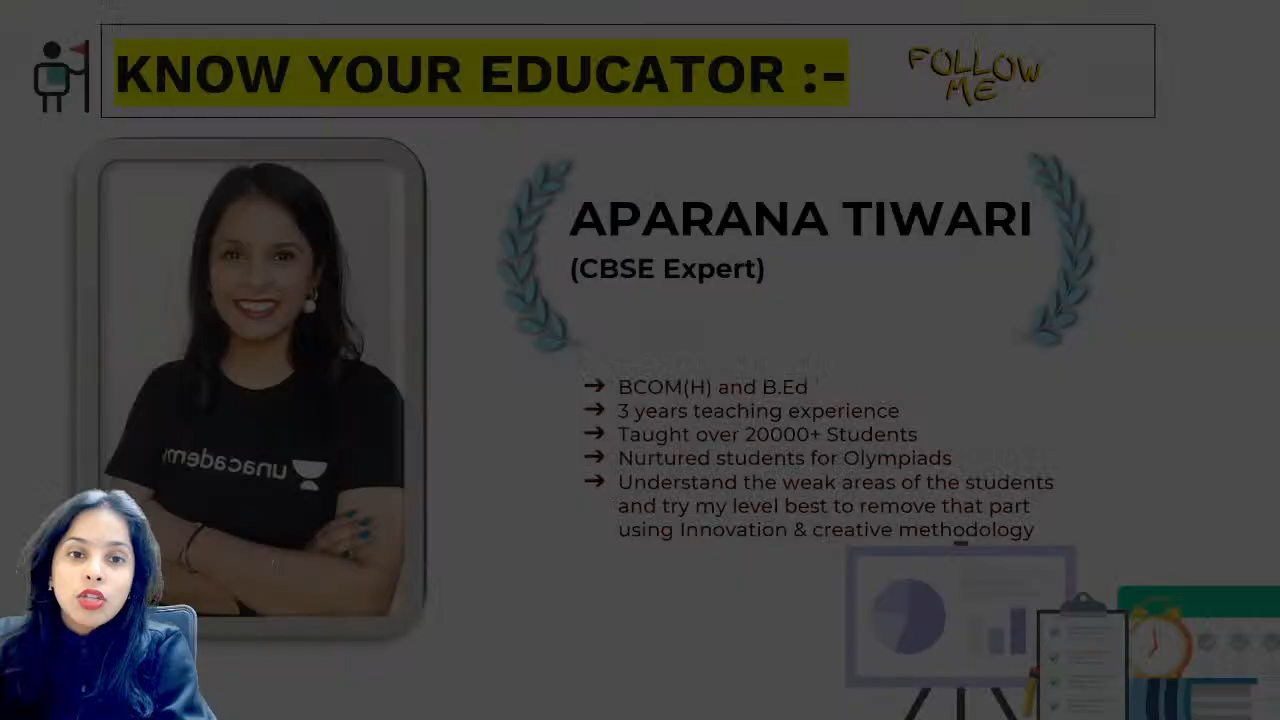 KNOW YOUR EDUCATOR :-
FOLLOW
ME
APARANA TIWARI
(CBSE Expert)
➔ BCOM(H) and B.Ed
➔ 3 years teaching experience
➔ Taught over 20000+ Students
➔ Nurtured students for Olympiads
➔ Understand the weak areas of the students
and try my level best to remove that part
using Innovation & creative methodology
unacademy